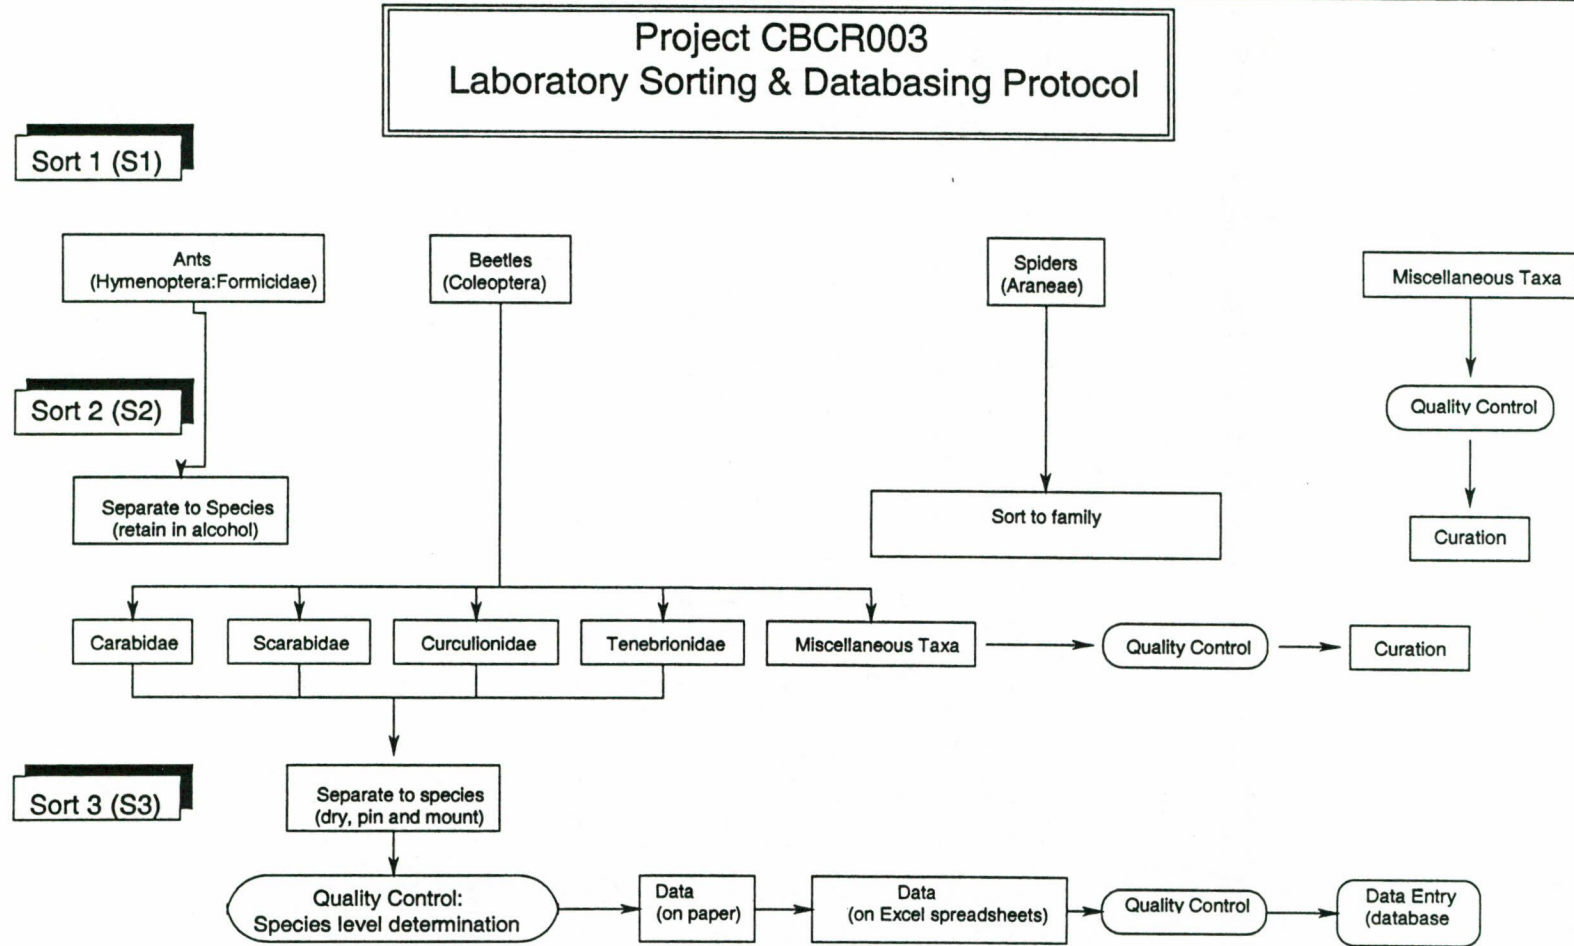 Project CBCR003
Laboratory Sorting & Databasing Protocol
Sort 1 (S1)
Ants
(Hymenoptera:Formicidae)
Beetles
(Coleoptera)
Spiders
(Araneae)
Miscellaneous Taxa
Sort 2 (S2)
Quality Control
Separate to Species
(retain in alcohol)
Sort to family
Curation
Carabidae
Scarabidae
Curculionidae
Tenebrionidae
Miscellaneous Taxa
Quality Control
Curation
Sort 3 (S3)
Separate to species
(dry, pin and mount)
Quality Control:
Species level determination
Data
(on paper)
Data
(on Excel spreadsheets)
Quality Control
Data Entry
(database